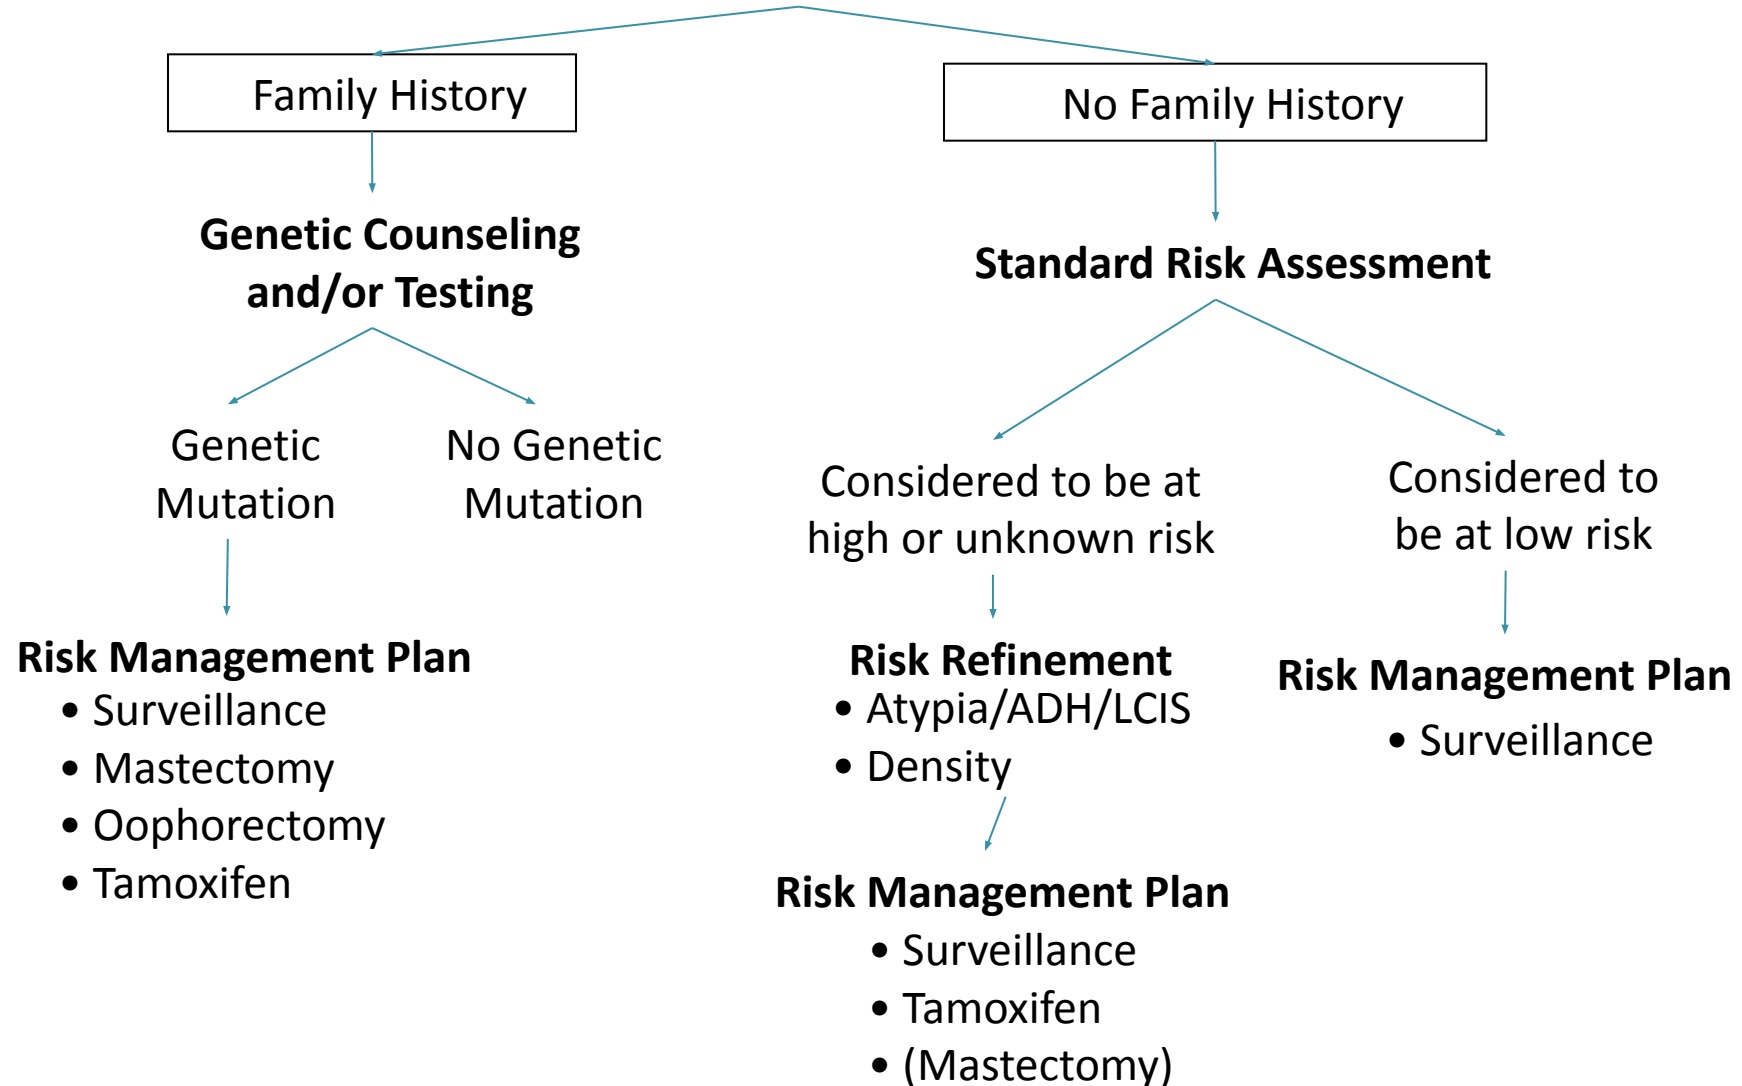 Family History
No Family History
Genetic Counseling
and/or Testing
Standard Risk Assessment
Genetic
Mutation
No Genetic
Mutation
Considered to be at
high or unknown risk
Considered to
be at low risk
Risk Management Plan
• Surveillance
• Mastectomy
• Oophorectomy
• Tamoxifen
Risk Refinement
• Atypia/ADH/LCIS
• Density
Risk Management Plan
• Surveillance
• Tamoxifen
• (Mastectomy)
Risk Management Plan
• Surveillance